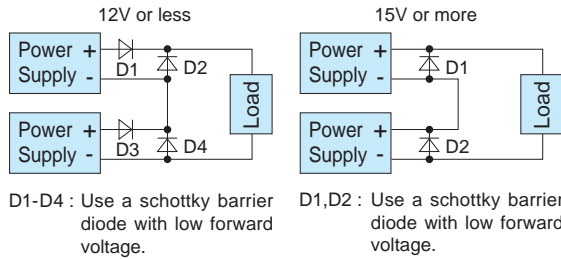 12V or less
Power +
Supply -
D1
D2
Load
Power +
Supply -
D3
D4
D1-D4 : Use a schottky barrier
diode with low forward
voltage.
15V or more
Power +
Supply -
D1
Load
Power +
Supply -
D2
D1,D2 : Use a schottky barrier
diode with low forward
voltage.